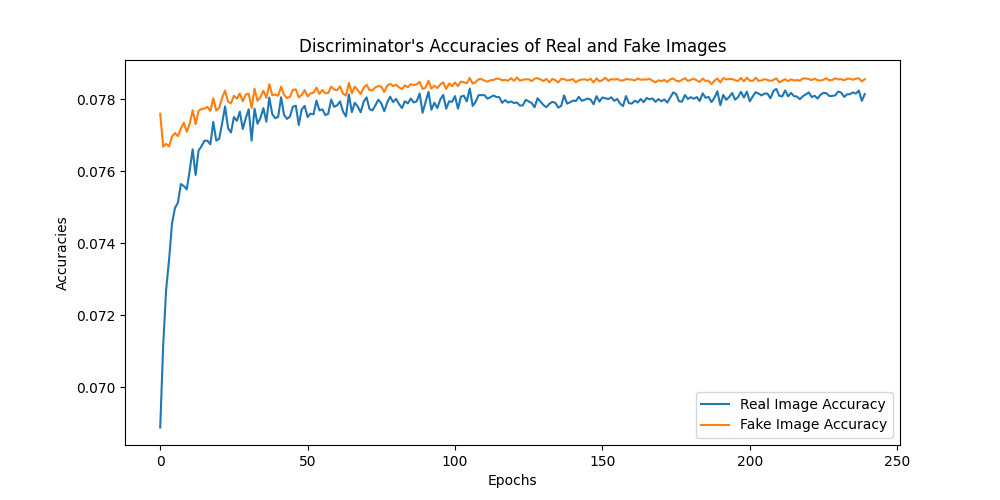 Discriminator's Accuracies of Real and Fake Images
Accuracies
0.078
0.076
0.074
0.072
0.070
0
50
100
150
200
250
Epochs
Real Image Accuracy
Fake Image Accuracy